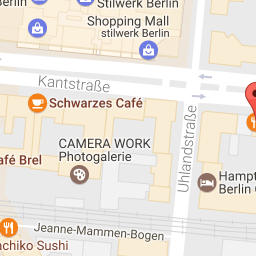 Stilwerk Berlin
Shopping Mall
stilwerk Berlin
Kantstraße
Schwarzes Café
Uhlandstraße
CAMERA WORK
Photogalerie
afé Brel
Hampt
Berlin
Jeanne-Mammen-Bogen
achiko Sushi